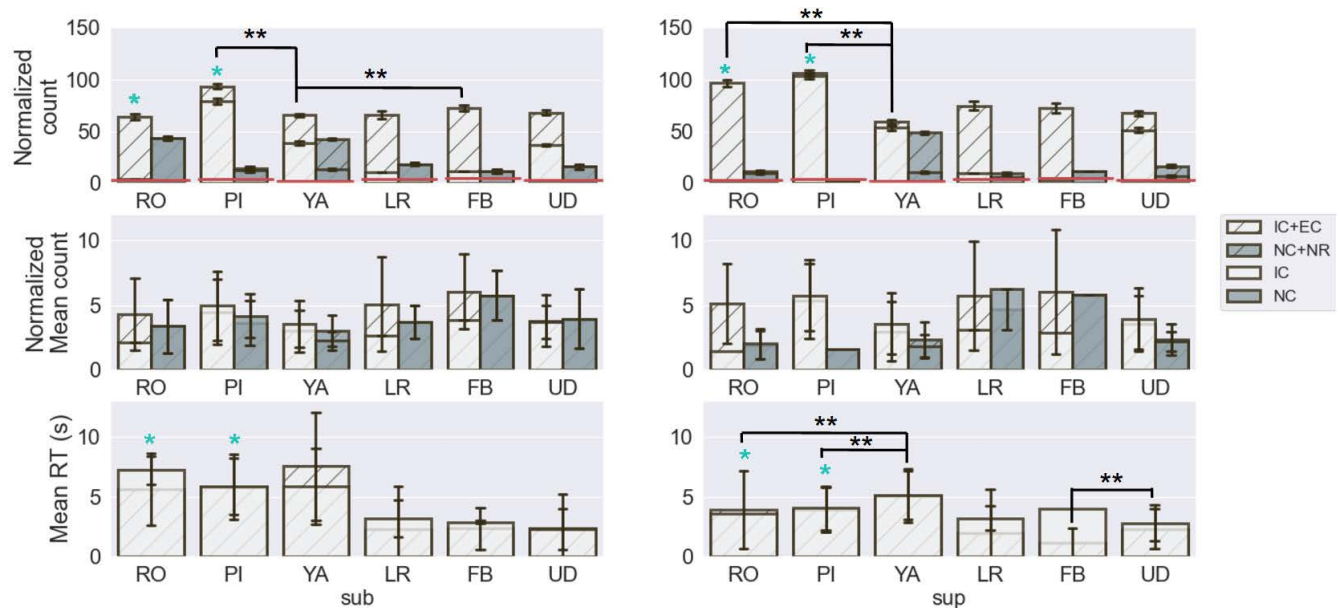 150
**
**
**
**
100
*
*
*
*
50
0
Normalized
count
RO PI YA LR FB UD
150
100
50
0
RO PI YA LR FB UD
10
5
0
Normalized
Mean count
RO PI YA LR FB UD
10
5
0
RO PI YA LR FB UD
IC+EC
NC+NR
IC
NC
10
5
0
Mean RT (s)
*
*
RO PI YA LR FB UD
sub
10
5
0
**
**
**
*
*
RO PI YA LR FB UD
sup